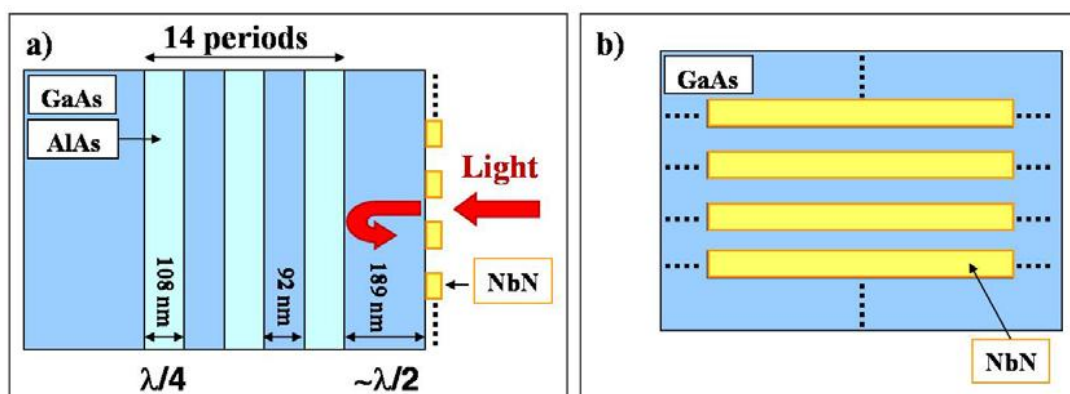 a)
14 periods
GaAs
AlAs
Light
108 nm
92 nm
189 nm
NbN
λ/4
~λ/2
b)
GaAs
NbN